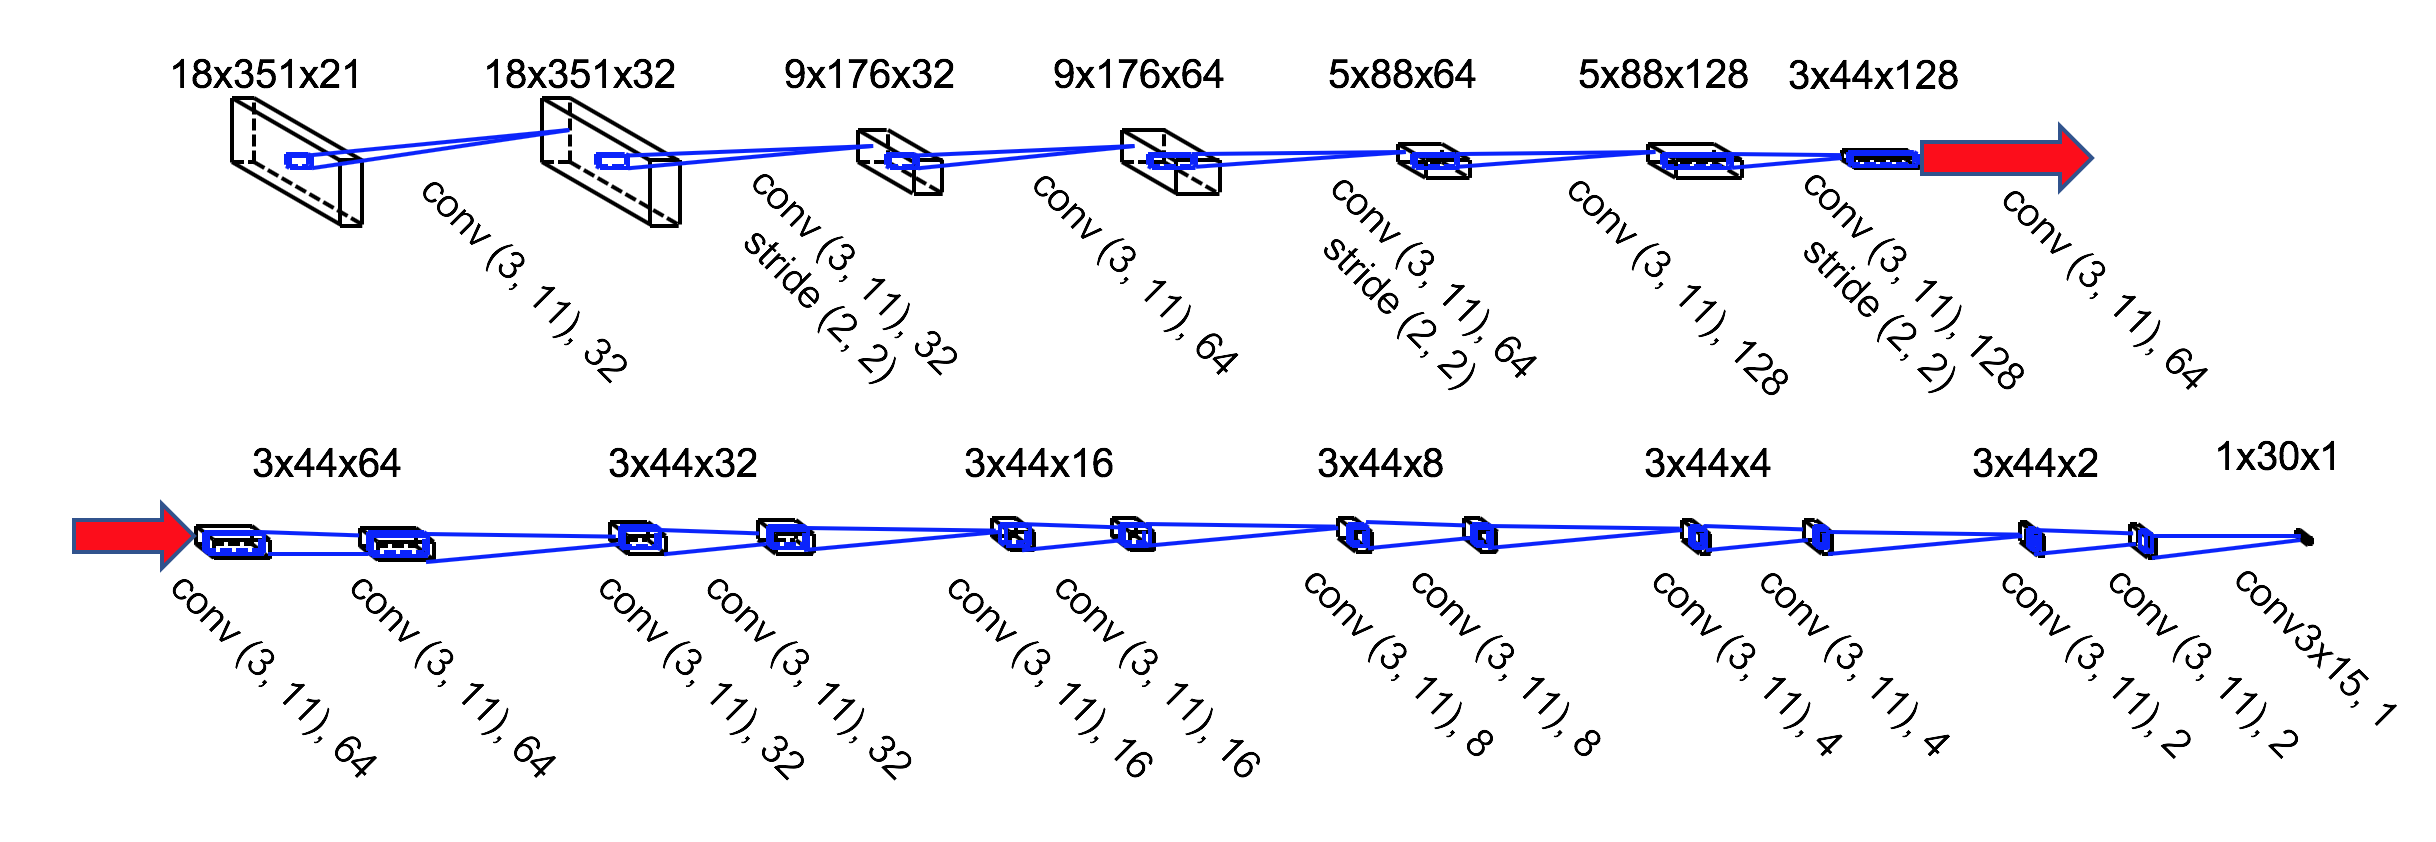 18x351x21
18x351x32
9x176x32
9x176x64
5x88x64
5x88x128
3x44x128
conv (3, 11), 32
conv (3, 11), 32
stride (2, 2)
conv (3, 11), 64
conv (3, 11), 64
stride (2, 2)
conv (3, 11), 128
conv (3, 11), 128
stride (2, 2)
conv (3, 11), 64
3x44x64
3x44x32
3x44x16
3x44x8
3x44x4
3x44x2
1x30x1
conv (3, 11), 64
conv (3, 11), 64
conv (3, 11), 32
conv (3, 11), 32
conv (3, 11), 16
conv (3, 11), 16
conv (3, 11), 8
conv (3, 11), 8
conv (3, 11), 4
conv (3, 11), 4
conv (3, 11), 2
conv (3, 11), 2
conv3x15, 1